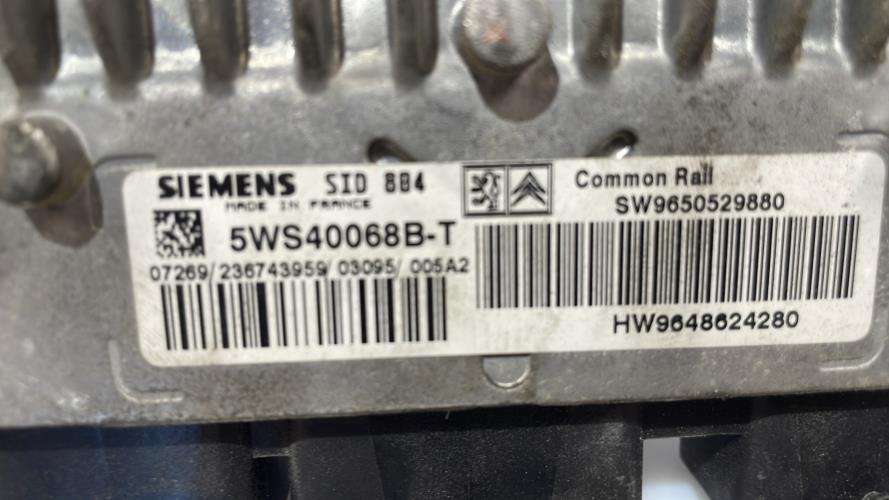 SIEMENS SID 804
MADE IN FRANCE
5WS40068B-T
07269/236743959/03095/005A2
Common Rail
SW9650529880
HW9648624280